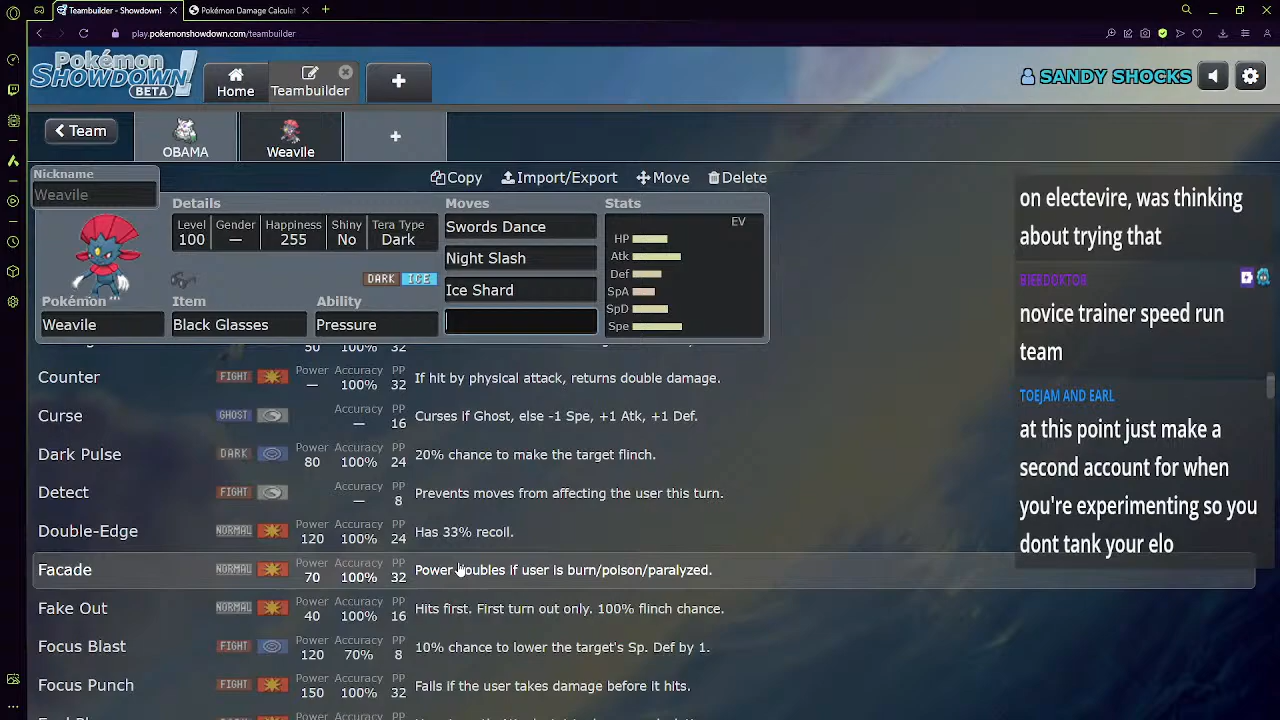 Teambuilder - Showdown!
Pokémon Damage Calculat
play.pokemonshowdown.com/teambuilder
Pokémon
SHOWDOWN!
BETA
Home
Teambuilder
SANDY SHOCKS
Team
OBAMA
Weavile
Nickname
Weavile
Copy
Import/Export
Move
Delete
Details
Level
100
Gender
—
Happiness
255
Shiny
No
Tera Type
Dark
DARK ICE
Pokémon
Weavile
Item
Black Glasses
Ability
Pressure
Moves
Swords Dance
Night Slash
Ice Shard
Stats
EV
HP
Atk
Def
SpA
SpD
Spe
50 100% 32
Counter FIGHT Power — Accuracy 100% PP 32 If hit by physical attack, returns double damage.
Curse GHOST Accuracy — PP 16 Curses if Ghost, else -1 Spe, +1 Atk, +1 Def.
Dark Pulse DARK Power 80 Accuracy 100% PP 24 20% chance to make the target flinch.
Detect FIGHT Accuracy — PP 8 Prevents moves from affecting the user this turn.
Double-Edge NORMAL Power 120 Accuracy 100% PP 24 Has 33% recoil.
Facade NORMAL Power 70 Accuracy 100% PP 32 Power doubles if user is burn/poison/paralyzed.
Fake Out NORMAL Power 40 Accuracy 100% PP 16 Hits first. First turn out only. 100% flinch chance.
Focus Blast FIGHT Power 120 Accuracy 70% PP 8 10% chance to lower the target's Sp. Def by 1.
Focus Punch FIGHT Power 150 Accuracy 100% PP 32 Fails if the user takes damage before it hits.
on electevire, was thinking
about trying that
novice trainer speed run
team
TOEJAM AND EARL
at this point just make a
second account for when
you're experimenting so you
dont tank your elo